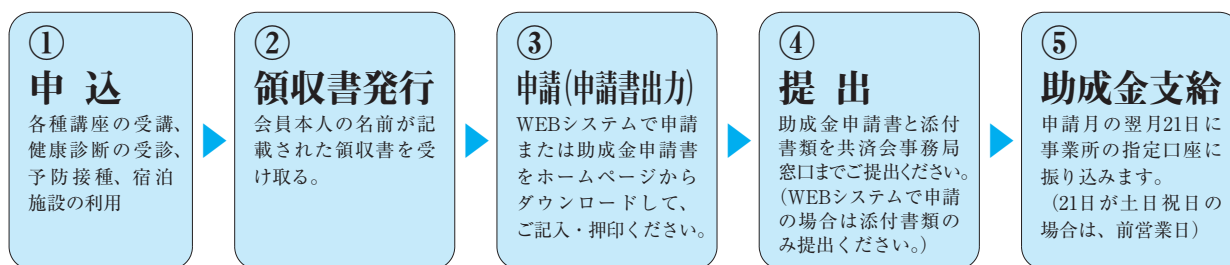 ①
申 込
各種講座の受講、
健康診断の受診、
予防接種、宿泊
施設の利用
②
領収書発行
会員本人の名前が記
載された領収書を受
け取る。
③
申請(申請書出力)
WEBシステムで申請
または助成金申請書
をホームページから
ダウンロードして、
ご記入・押印ください。
④
提 出
助成金申請書と添付
書類を共済会事務局
窓口までご提出ください。
(WEBシステムで申請
の場合は添付書類の
み提出ください。)
⑤
助成金支給
申請月の翌月21日に
事業所の指定口座に
振り込みます。
(21日が土日祝日の
場合は、前営業日)